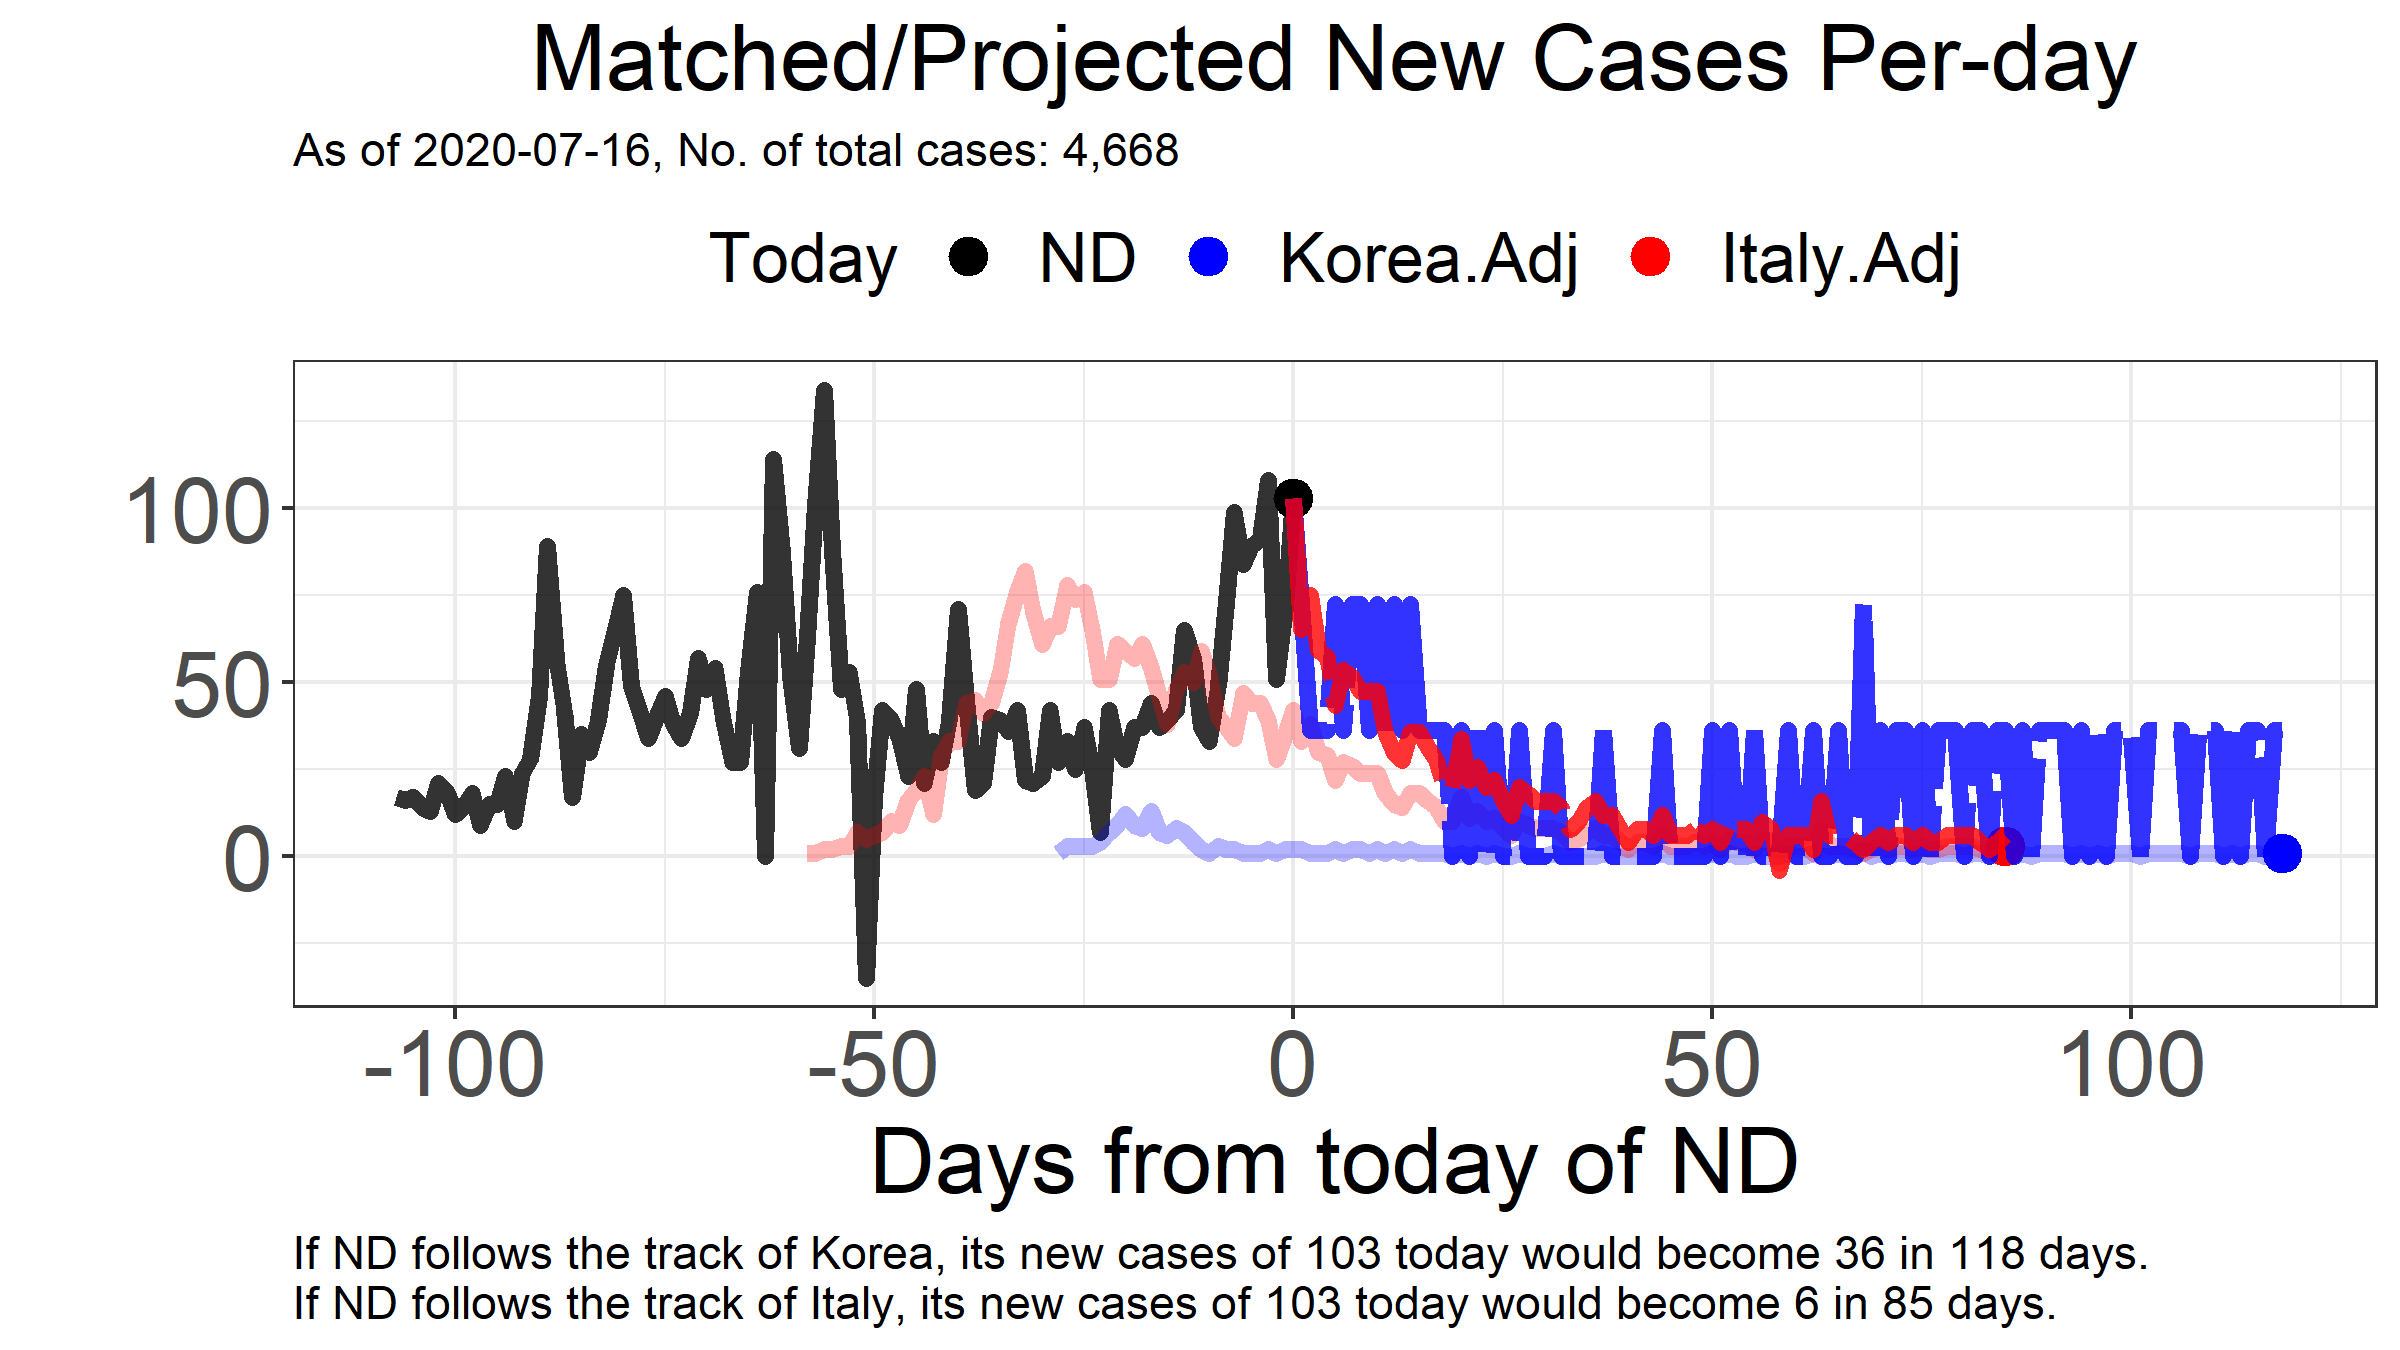 Matched/Projected New Cases Per-day
As of 2020-07-16, No. of total cases: 4,668
Today ND Korea.Adj Italy.Adj
100
50
0
-100 -50 0 50 100
Days from today of ND
If ND follows the track of Korea, its new cases of 103 today would become 36 in 118 days.
If ND follows the track of Italy, its new cases of 103 today would become 6 in 85 days.